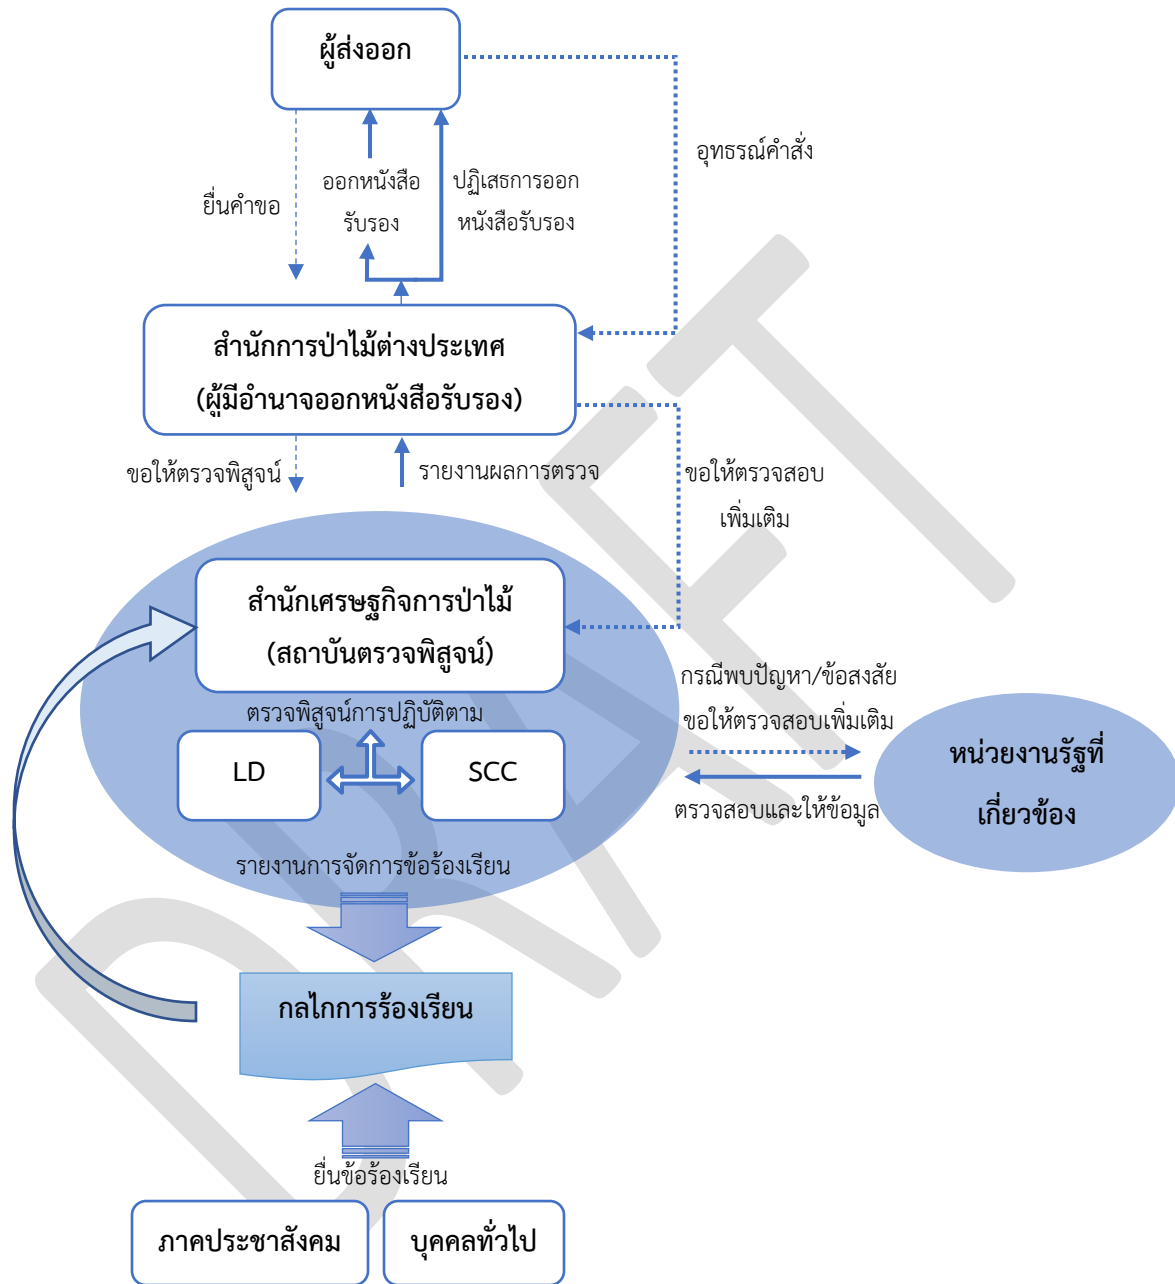 ผู้ส่งออก
อุทธรณ์คำสั่ง
ยื่นคำขอ
ออกหนังสือ
รับรอง
ปฏิเสธการออก
หนังสือรับรอง
สำนักการป่าไม้ต่างประเทศ
(ผู้มีอำนาจออกหนังสือรับรอง)
ขอให้ตรวจพิสูจน์
รายงานผลการตรวจ
ขอให้ตรวจสอบ
เพิ่มเติม
สำนักเศรษฐกิจการป่าไม้
(สถาบันตรวจพิสูจน์)
ตรวจพิสูจน์การปฏิบัติตาม
LD
SCC
กรณีพบปัญหา/ข้อสงสัย
ขอให้ตรวจสอบเพิ่มเติม
ตรวจสอบและให้ข้อมูล
หน่วยงานรัฐที่
เกี่ยวข้อง
รายงานการจัดการข้อร้องเรียน
กลไกการร้องเรียน
ยื่นข้อร้องเรียน
ภาคประชาสังคม
บุคคลทั่วไป
DRAFT